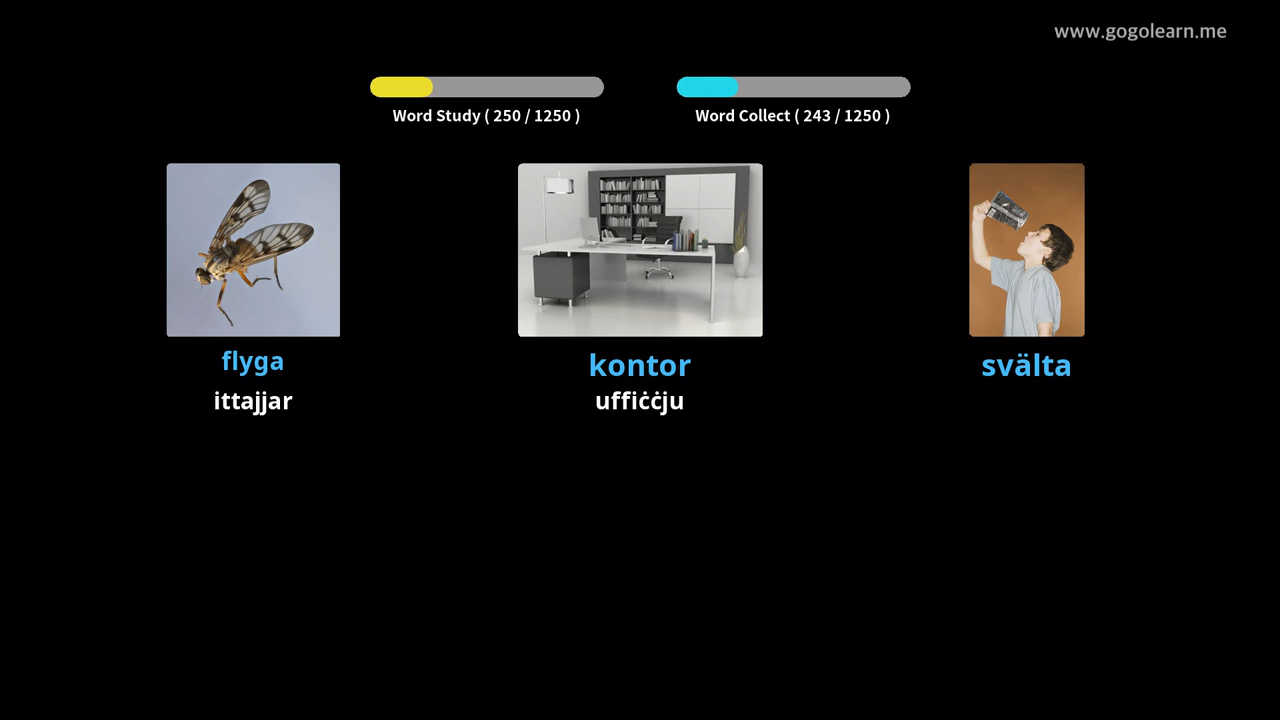 www.gogolearn.me
Word Study ( 250 / 1250 )
Word Collect ( 243 / 1250 )
flyga
ittajjar
kontor
uffiċċju
svälta